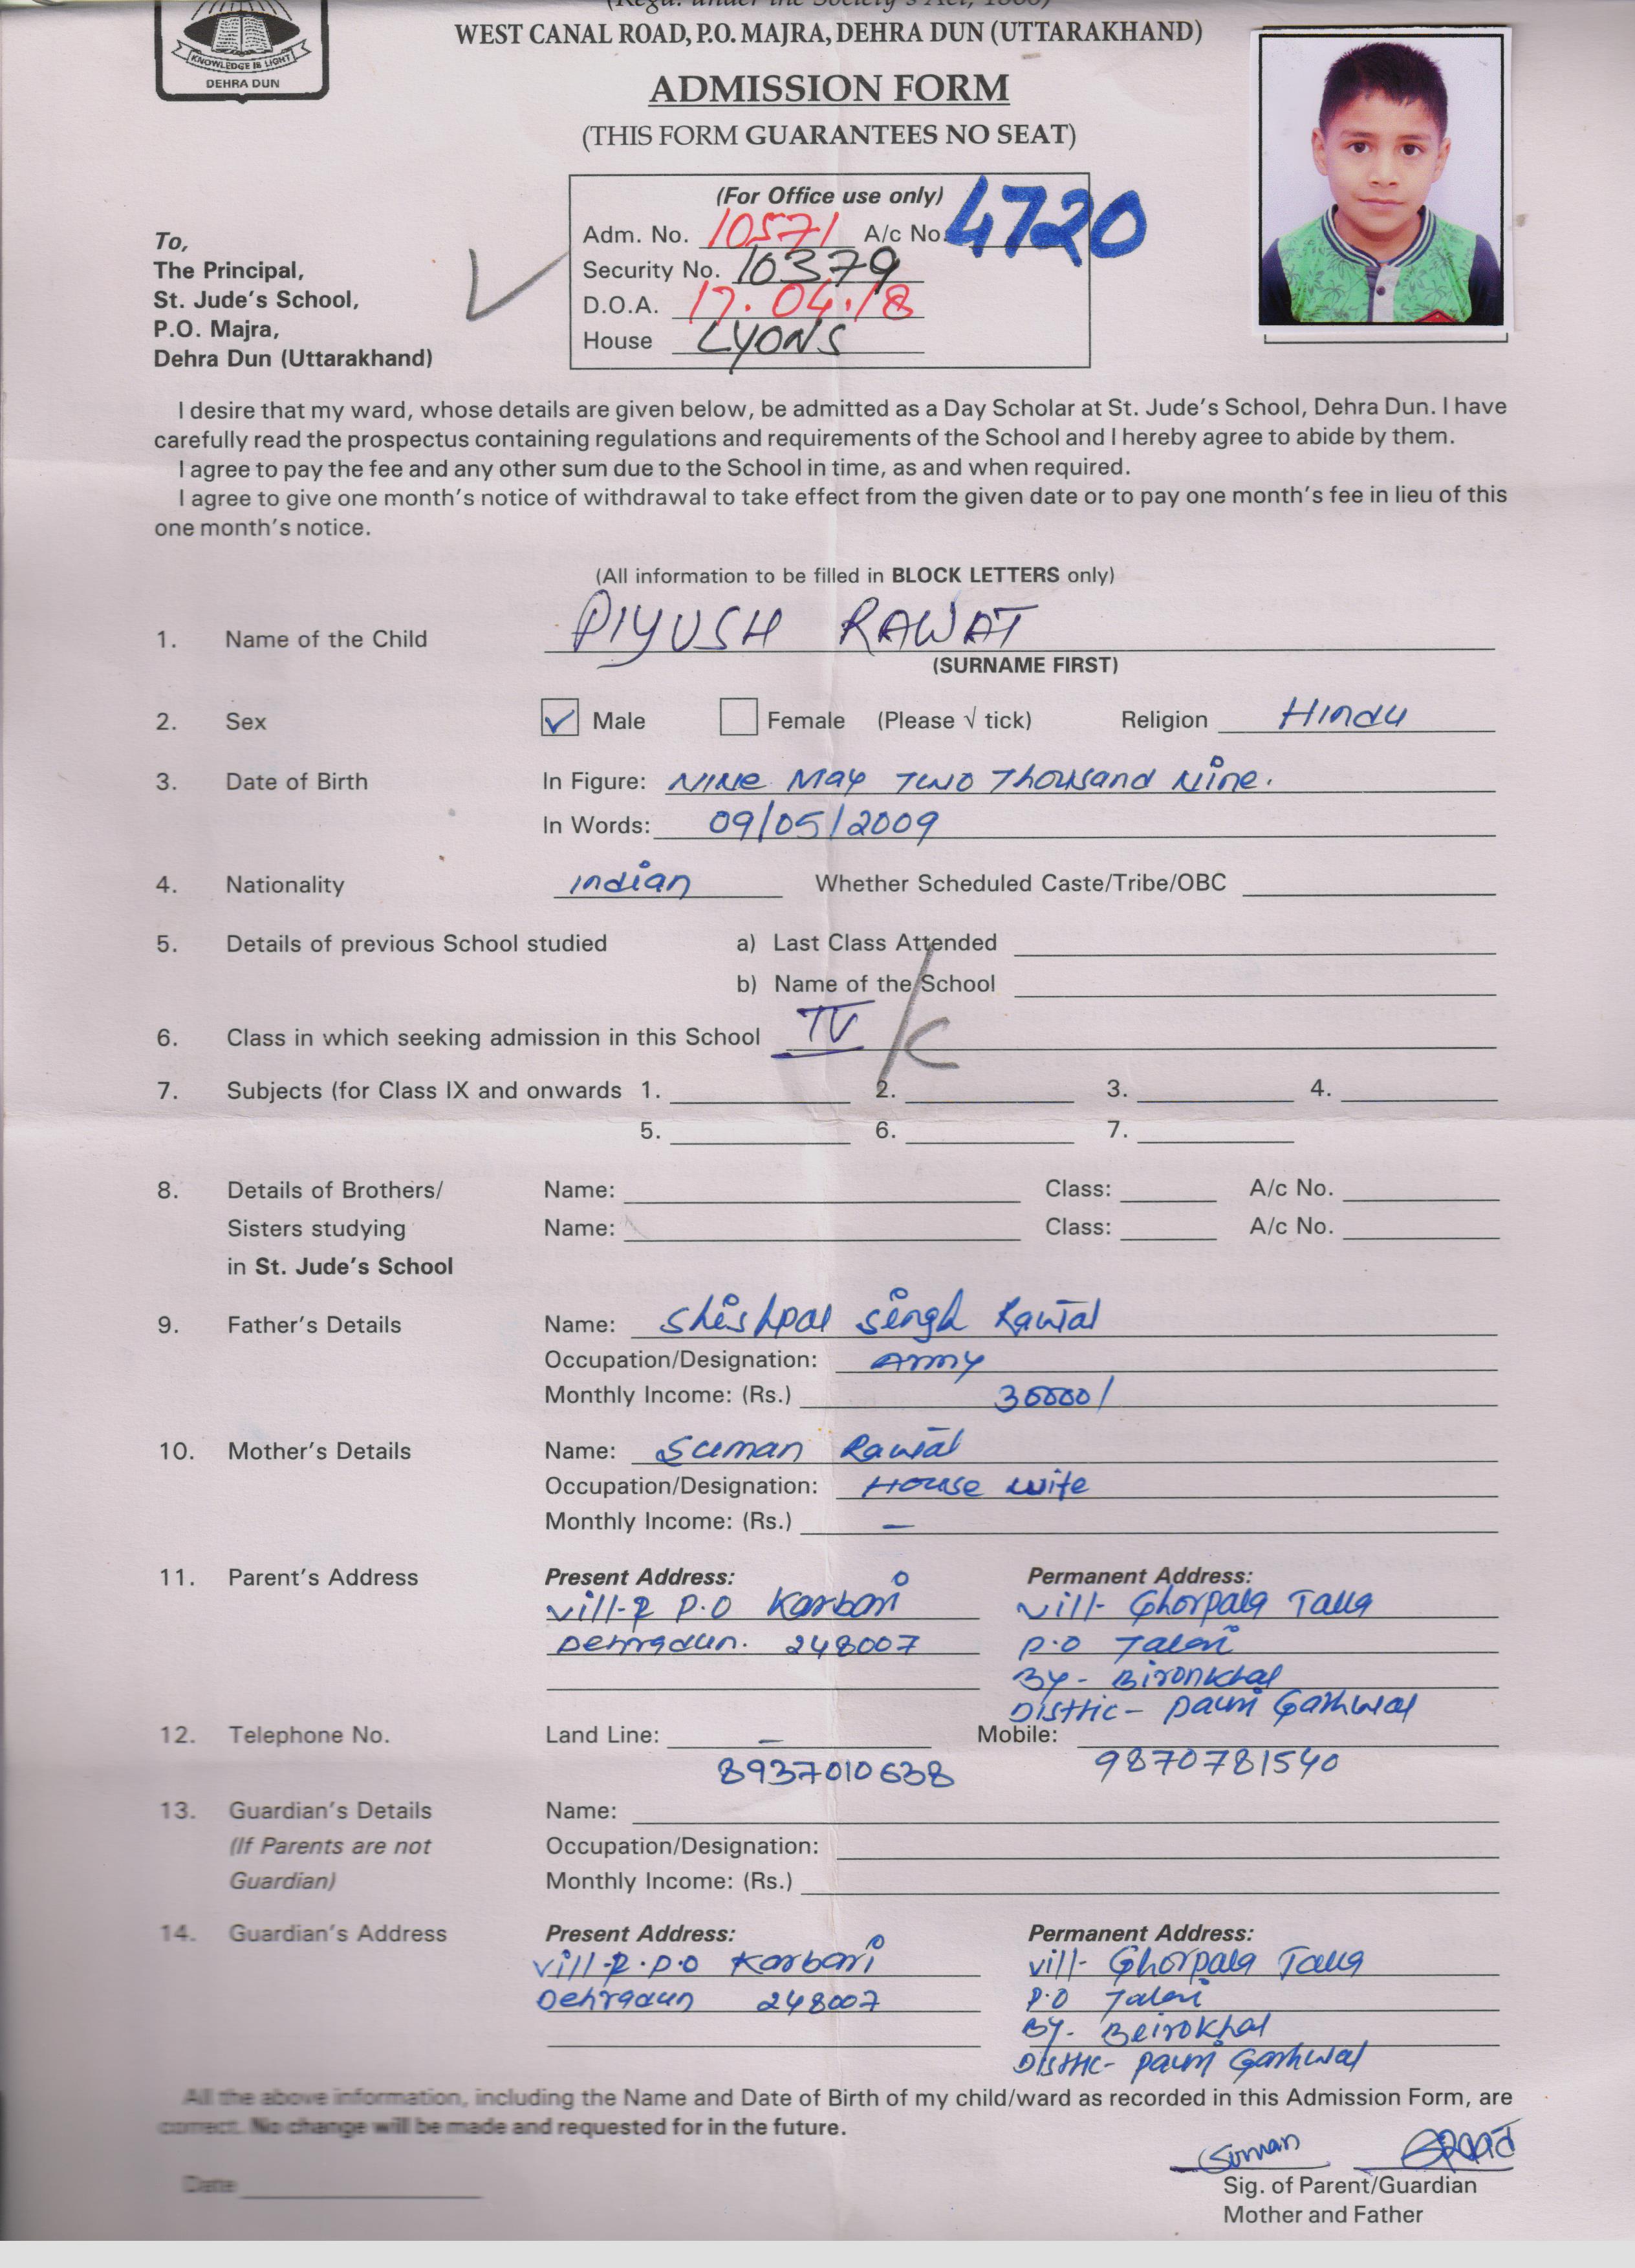 WEST CANAL ROAD, P.O. MAJRA, DEHRA DUN (UTTARAKHAND)
KNOWLEDGE IS LIGHT
DEHRA DUN
ADMISSION FORM
(THIS FORM GUARANTEES NO SEAT)
(For Office use only)
Adm. No. 10571 A/c No. 4720
Security No. 10379
D.O.A. 17.04.18
House LYONS
To,
The Principal,
St. Jude's School,
P.O. Majra,
Dehra Dun (Uttarakhand)
I desire that my ward, whose details are given below, be admitted as a Day Scholar at St. Jude's School, Dehra Dun. I have
carefully read the prospectus containing regulations and requirements of the School and I hereby agree to abide by them.
I agree to pay the fee and any other sum due to the School in time, as and when required.
I agree to give one month's notice of withdrawal to take effect from the given date or to pay one month's fee in lieu of this
one month's notice.
(All information to be filled in BLOCK LETTERS only)
1. Name of the Child PIYUSH RAWAT
(SURNAME FIRST)
2. Sex ✓ Male Female (Please √ tick) Religion Hindu
3. Date of Birth In Figure: Nine May Two Thousand Nine.
In Words: 09/05/2009
4. Nationality Indian Whether Scheduled Caste/Tribe/OBC
5. Details of previous School studied a) Last Class Attended
b) Name of the School
6. Class in which seeking admission in this School IV
7. Subjects (for Class IX and onwards 1. 2. 3. 4.
5. 6. 7.
8. Details of Brothers/ Name: Class: A/c No.
Sisters studying Name: Class: A/c No.
in St. Jude's School
9. Father's Details Name: Shishpal Singh Rawat
Occupation/Designation: Army
Monthly Income: (Rs.) 30000/
10. Mother's Details Name: Suman Rawat
Occupation/Designation: House wife
Monthly Income: (Rs.) –
11. Parent's Address Present Address: Permanent Address:
Vill-& P.O Karbari Vill- Ghorpala Talla
Dehradun. 248007 P.O
By- Bironkhal
Disttic- Pauri Garhwal
12. Telephone No. Land Line: – Mobile:
8937010638 9870781540
13. Guardian's Details Name:
(If Parents are not Occupation/Designation:
Guardian) Monthly Income: (Rs.)
14. Guardian's Address Present Address: Permanent Address:
Vill-&.P.O Karbari Vill- Ghorpala Talla
Dehradun 248007 P.O
By- Beirokhal
Disttic- Pauri Garhwal
All the above information, including the Name and Date of Birth of my child/ward as recorded in this Admission Form, are
correct. No change will be made and requested for in the future.
Suman
Date Sig. of Parent/Guardian
Mother and Father